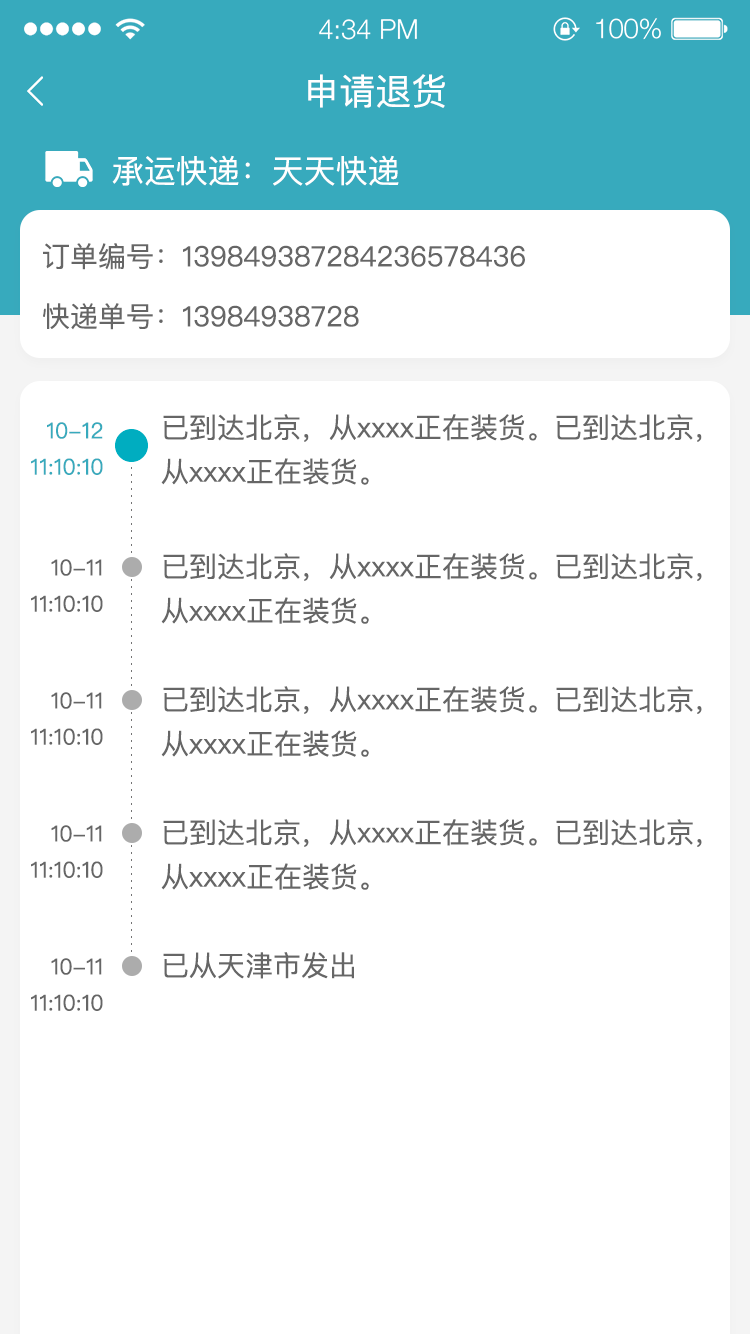 4:34 PM
100%
申请退货
承运快递：天天快递
订单编号：139849387284236578436
快递单号：13984938728
10-12
11:10:10
已到达北京，从xxxx正在装货。已到达北京，
从xxxx正在装货。
10-11
11:10:10
已到达北京，从xxxx正在装货。已到达北京，
从xxxx正在装货。
10-11
11:10:10
已到达北京，从xxxx正在装货。已到达北京，
从xxxx正在装货。
10-11
11:10:10
已到达北京，从xxxx正在装货。已到达北京，
从xxxx正在装货。
10-11
11:10:10
已从天津市发出